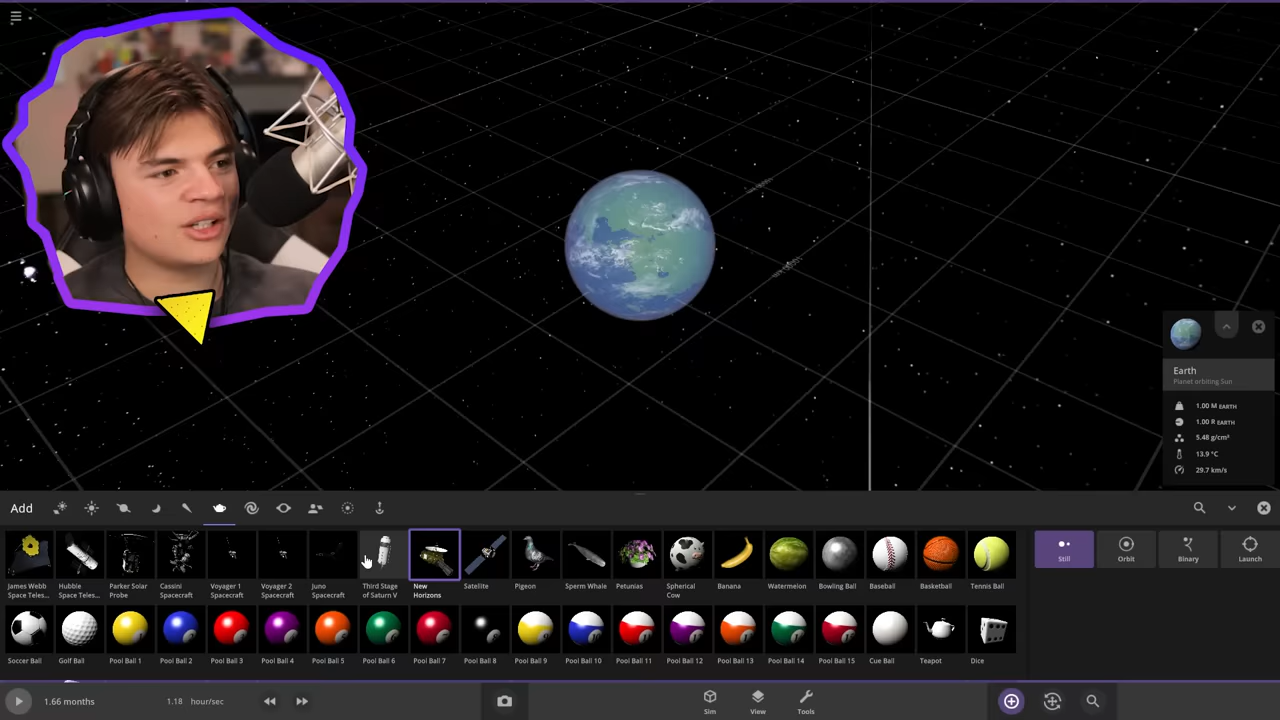 Earth
Planet orbiting Sun
1.00 M EARTH
1.00 R EARTH
5.48 g/cm³
13.9 °C
29.7 km/s
Add
James Webb
Space Teles...
Hubble
Space Teles...
Parker Solar
Probe
Cassini
Spacecraft
Voyager 1
Spacecraft
Voyager 2
Spacecraft
Juno
Spacecraft
Third Stage
of Saturn V
New
Horizons
Satellite
Pigeon
Sperm Whale
Petunias
Spherical
Cow
Banana
Watermelon
Bowling Ball
Baseball
Basketball
Tennis Ball
Still
Orbit
Binary
Launch
Soccer Ball
Golf Ball
Pool Ball 1
Pool Ball 2
Pool Ball 3
Pool Ball 4
Pool Ball 5
Pool Ball 6
Pool Ball 7
Pool Ball 8
Pool Ball 9
Pool Ball 10
Pool Ball 11
Pool Ball 12
Pool Ball 13
Pool Ball 14
Pool Ball 15
Cue Ball
Teapot
Dice
1.66 months
1.18 hour/sec
Sim
View
Tools